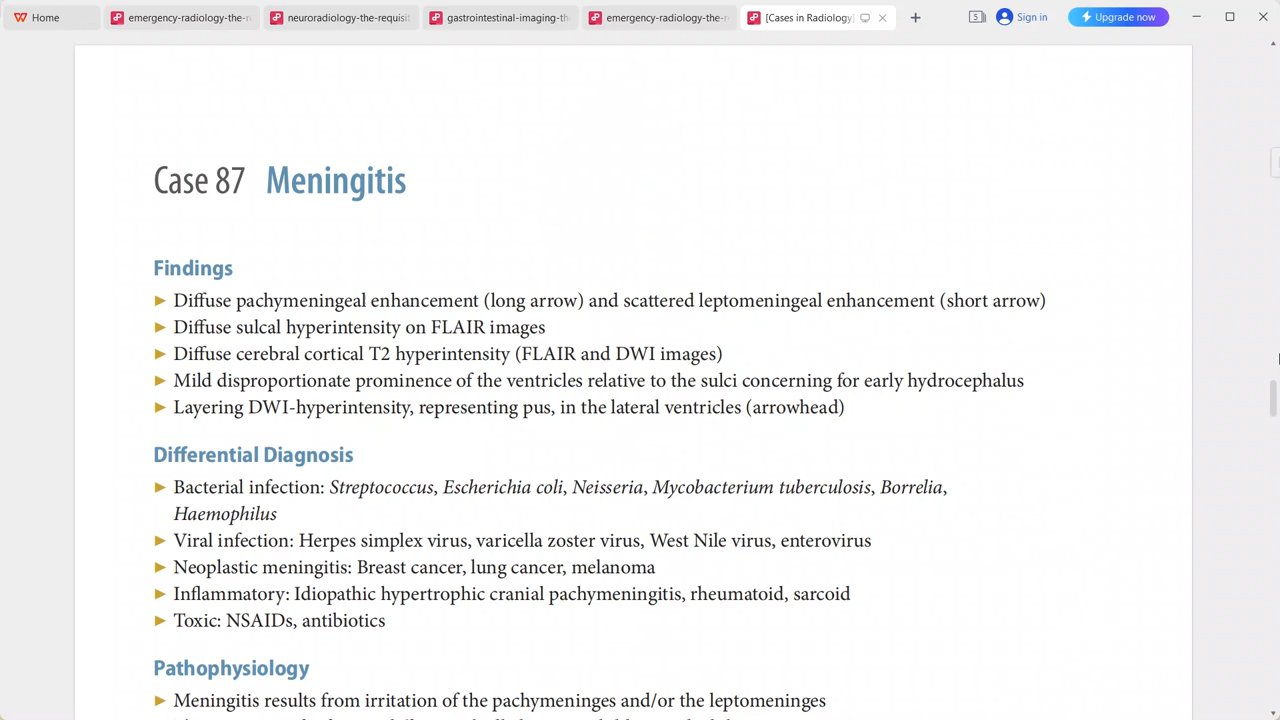 Home
emergency-radiology-the-r
neuroradiology-the-requisit
gastrointestinal-imaging-th
emergency-radiology-the-r
[Cases in Radiology]
5
Sign in
Upgrade now
Case 87 Meningitis
Findings
► Diffuse pachymeningeal enhancement (long arrow) and scattered leptomeningeal enhancement (short arrow)
► Diffuse sulcal hyperintensity on FLAIR images
► Diffuse cerebral cortical T2 hyperintensity (FLAIR and DWI images)
► Mild disproportionate prominence of the ventricles relative to the sulci concerning for early hydrocephalus
► Layering DWI-hyperintensity, representing pus, in the lateral ventricles (arrowhead)
Differential Diagnosis
► Bacterial infection: Streptococcus, Escherichia coli, Neisseria, Mycobacterium tuberculosis, Borrelia,
Haemophilus
► Viral infection: Herpes simplex virus, varicella zoster virus, West Nile virus, enterovirus
► Neoplastic meningitis: Breast cancer, lung cancer, melanoma
► Inflammatory: Idiopathic hypertrophic cranial pachymeningitis, rheumatoid, sarcoid
► Toxic: NSAIDs, antibiotics
Pathophysiology
► Meningitis results from irritation of the pachymeninges and/or the leptomeninges